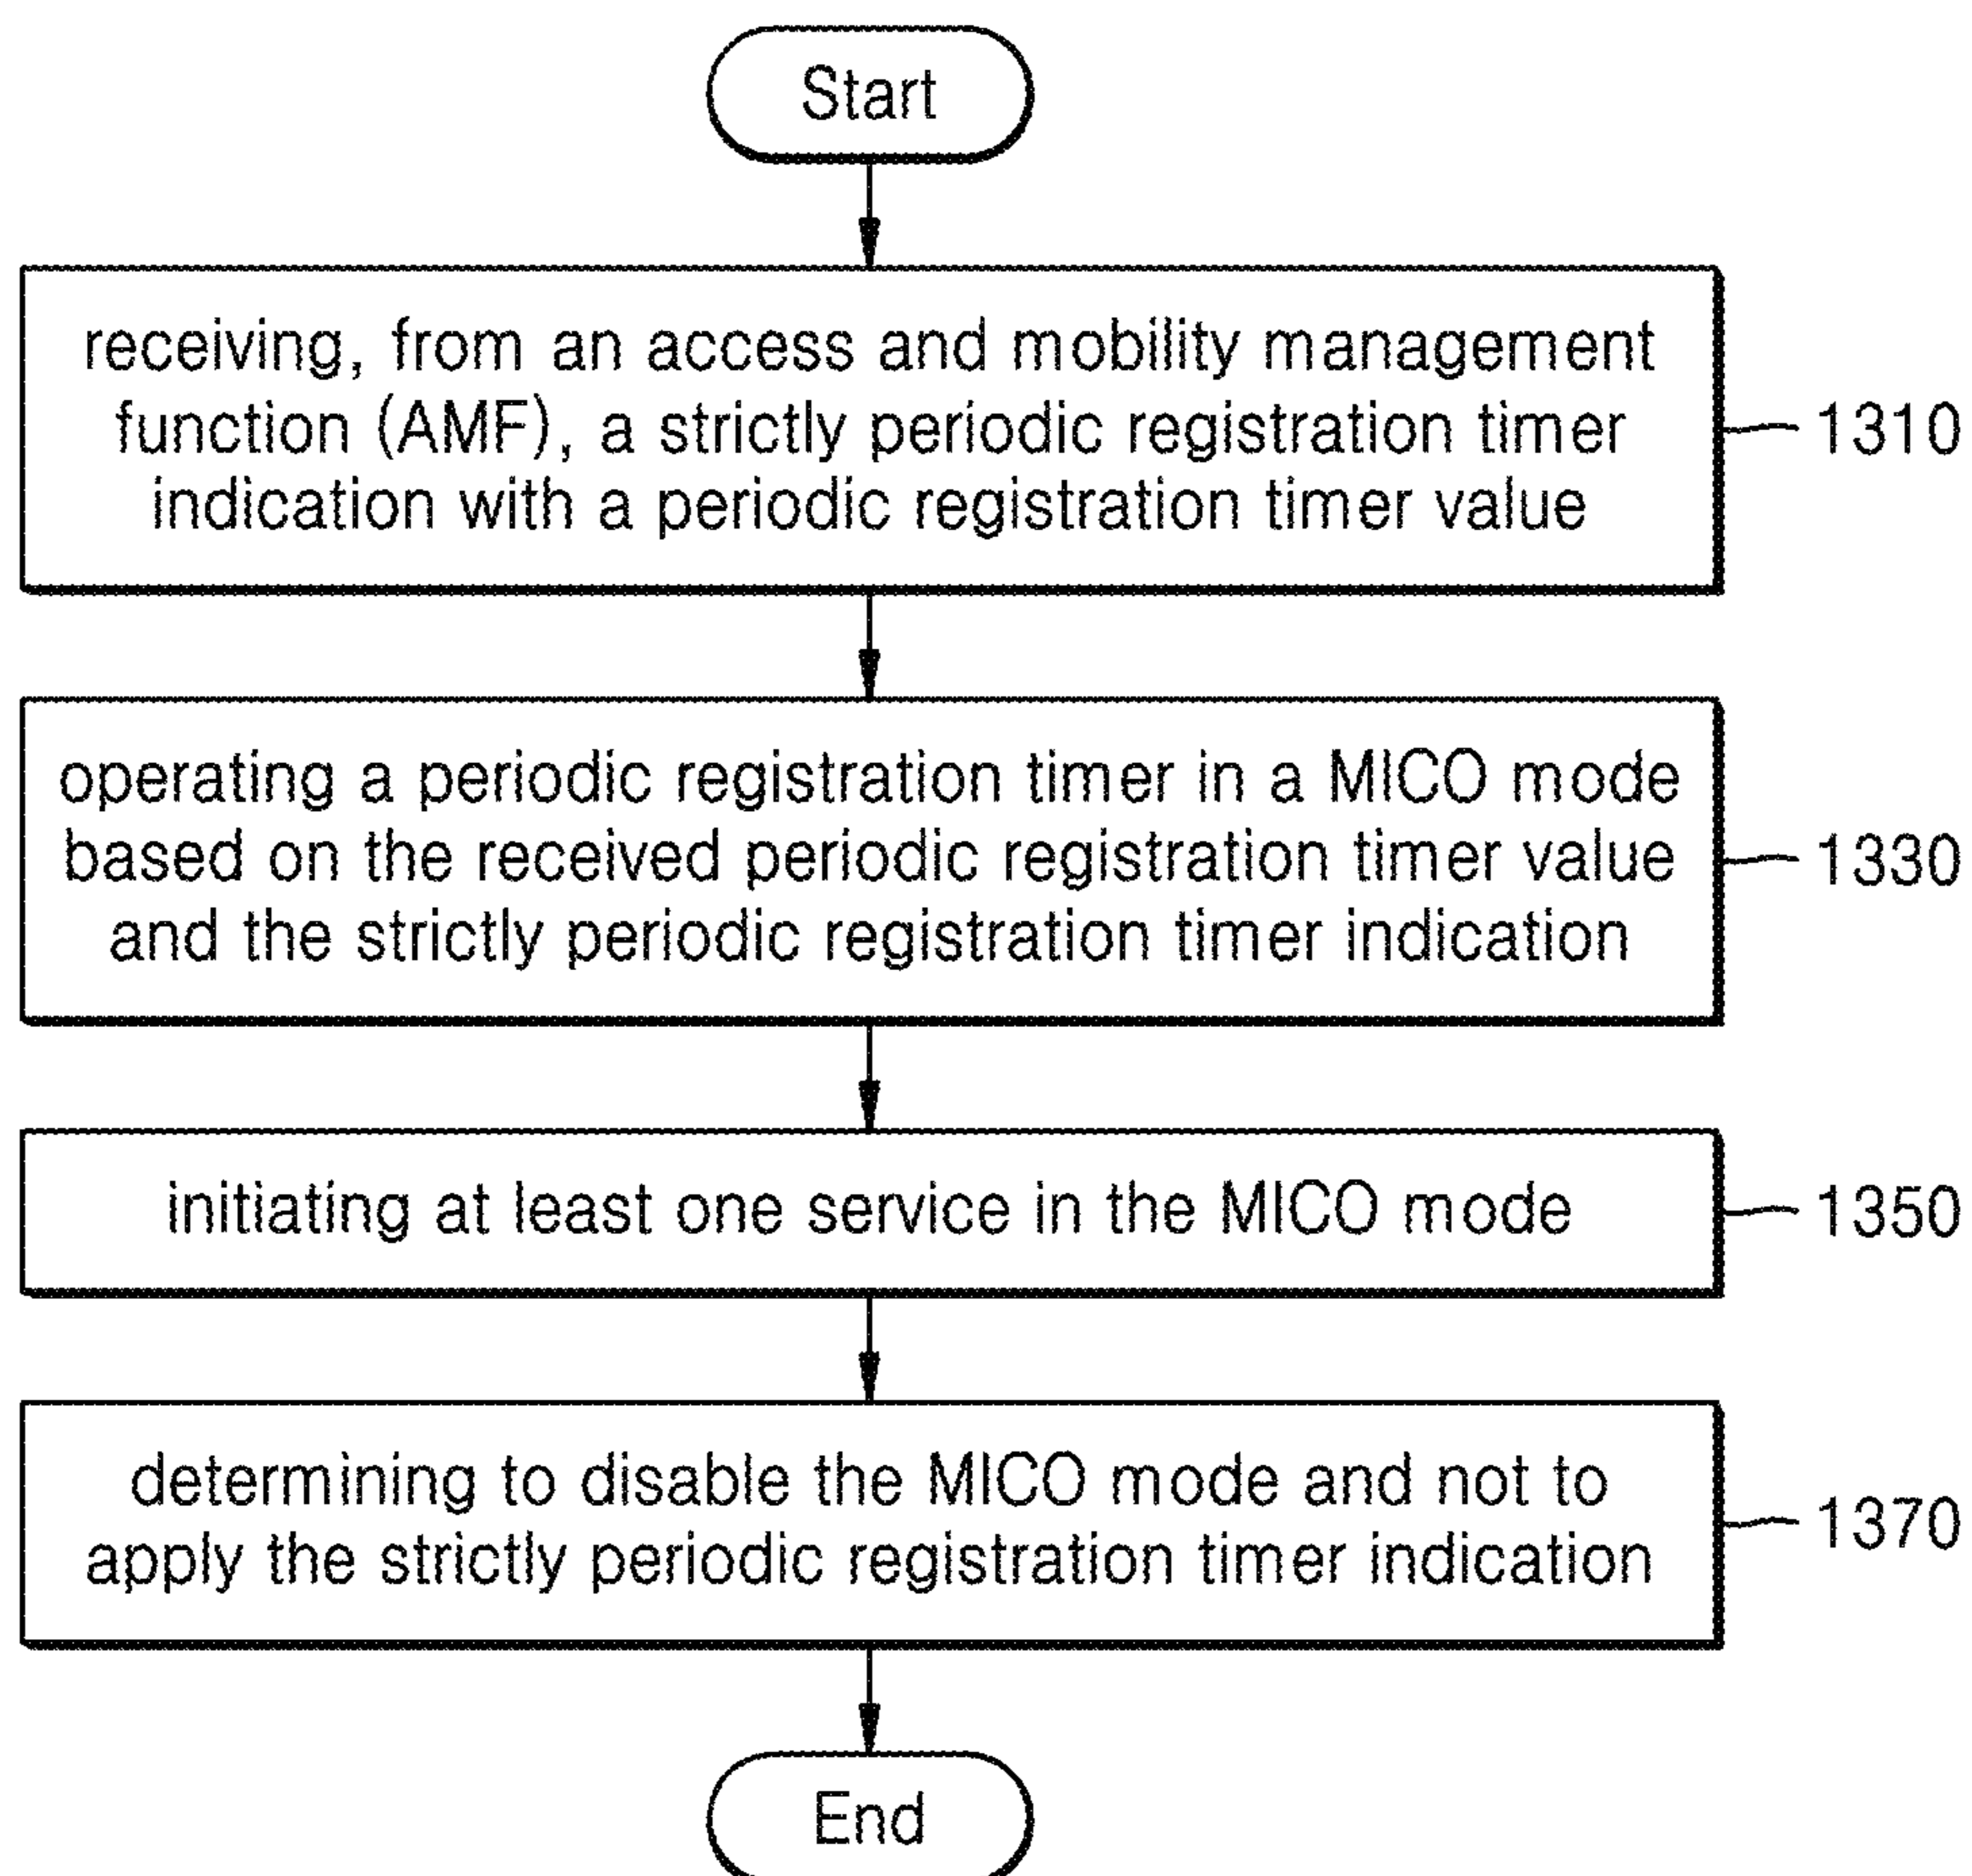 Start
receiving, from an access and mobility management
function (AMF), a strictly periodic registration timer
indication with a periodic registration timer value
1310
operating a periodic registration timer in a MICO mode
based on the received periodic registration timer value
and the strictly periodic registration timer indication
1330
initiating at least one service in the MICO mode
1350
determining to disable the MICO mode and not to
apply the strictly periodic registration timer indication
1370
End